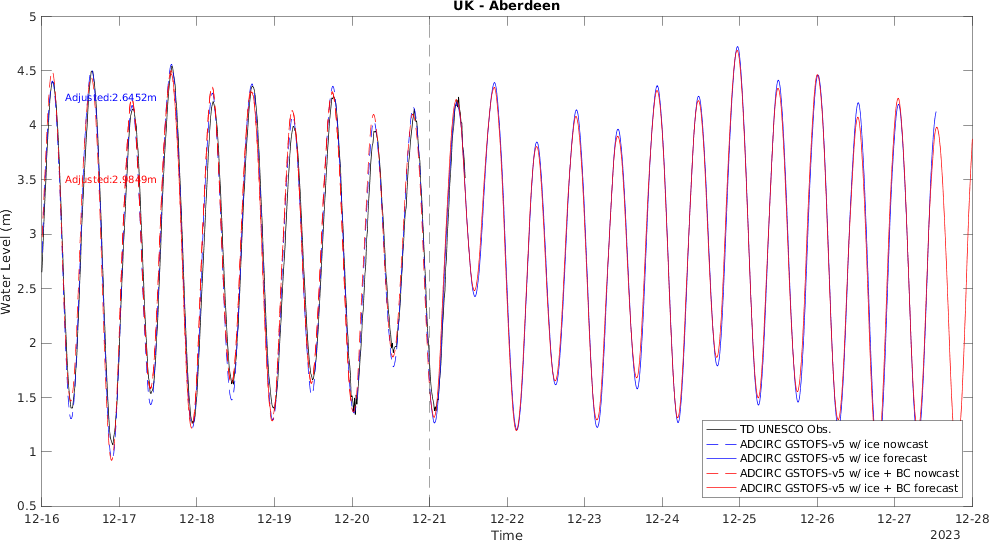 UK - Aberdeen
5
4.5
4
3.5
3
2.5
2
1.5
1
0.5
Water Level (m)
Adjusted:2.6452m
Adjusted:2.9849m
TD UNESCO Obs.
ADCIRC GSTOFS-v5 w/ ice nowcast
ADCIRC GSTOFS-v5 w/ ice forecast
ADCIRC GSTOFS-v5 w/ ice + BC nowcast
ADCIRC GSTOFS-v5 w/ ice + BC forecast
12-16 12-17 12-18 12-19 12-20 12-21 12-22 12-23 12-24 12-25 12-26 12-27 12-28
Time
2023